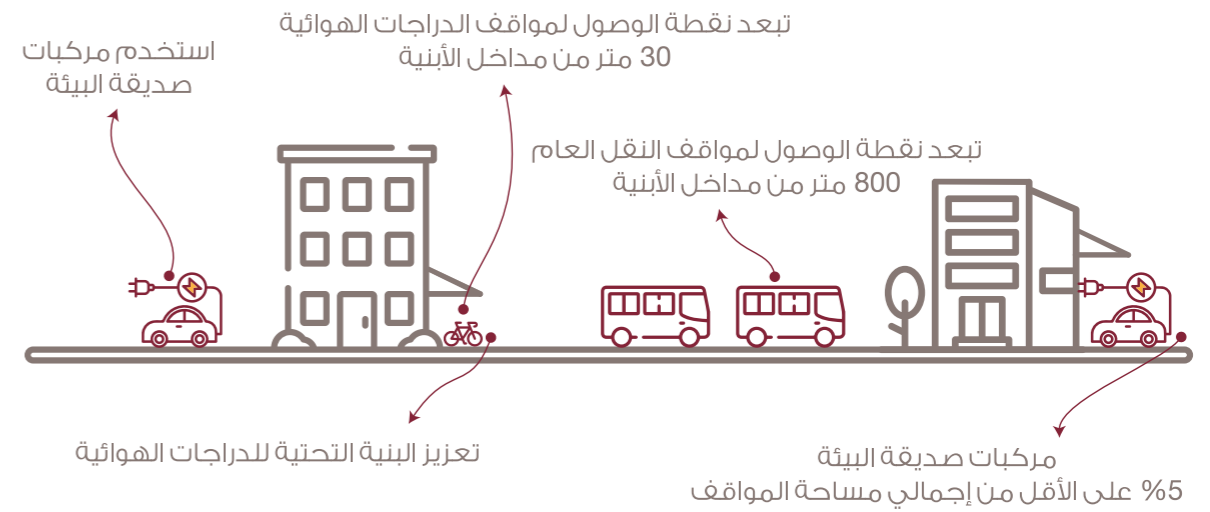 تبعد نقطة الوصول لمواقف الدراجات الهوائية
30 متر من مداخل الأبنية
استخدم مركبات
صديقة البيئة
تبعد نقطة الوصول لمواقف النقل العام
800 متر من مداخل الأبنية
تعزيز البنية التحتية للدراجات الهوائية
مركبات صديقة البيئة
5% على الأقل من إجمالي مساحة المواقف